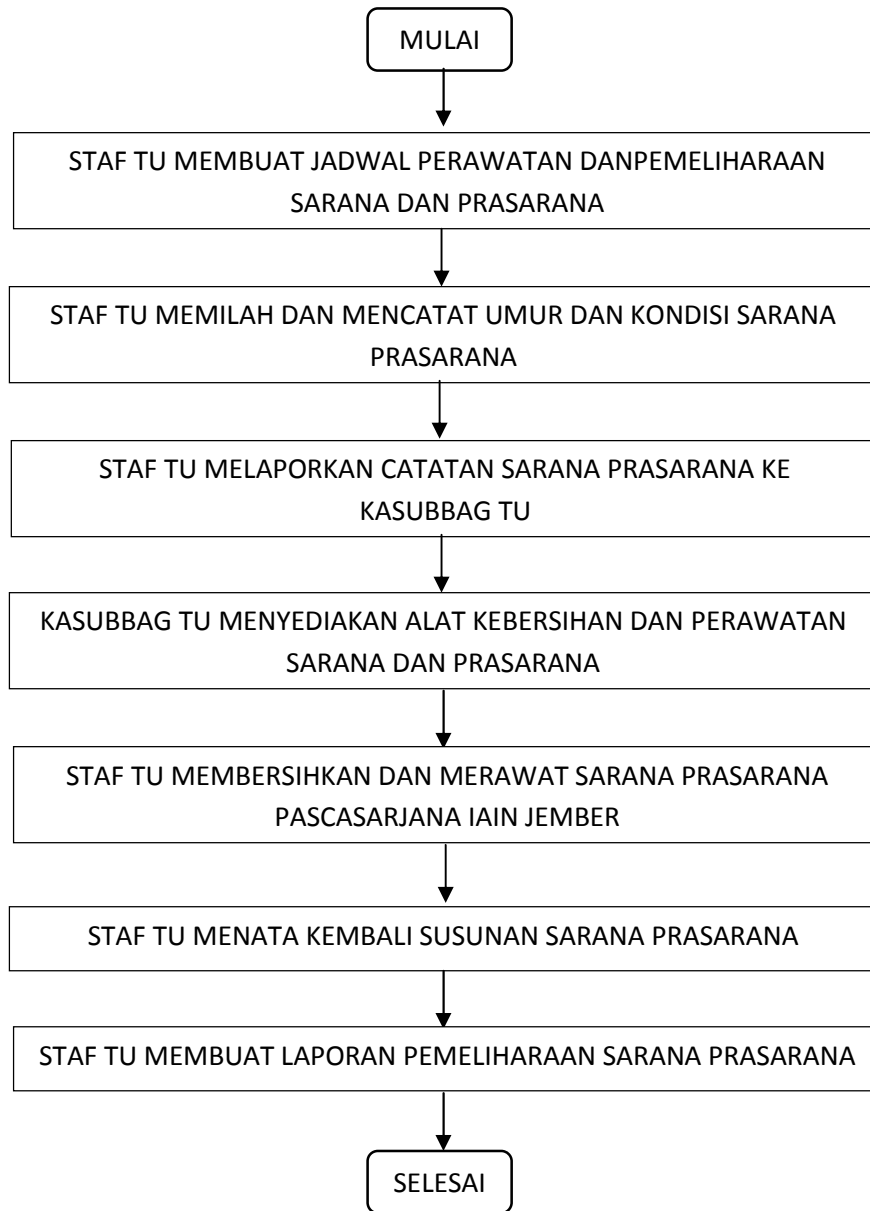 MULAI
STAF TU MEMBUAT JADWAL PERAWATAN DANPEMELIHARAAN
SARANA DAN PRASARANA
STAF TU MEMILAH DAN MENCATAT UMUR DAN KONDISI SARANA
PRASARANA
STAF TU MELAPORKAN CATATAN SARANA PRASARANA KE
KASUBBAG TU
KASUBBAG TU MENYEDIAKAN ALAT KEBERSIHAN DAN PERAWATAN
SARANA DAN PRASARANA
STAF TU MEMBERSIHKAN DAN MERAWAT SARANA PRASARANA
PASCASARJANA IAIN JEMBER
STAF TU MENATA KEMBALI SUSUNAN SARANA PRASARANA
STAF TU MEMBUAT LAPORAN PEMELIHARAAN SARANA PRASARANA
SELESAI